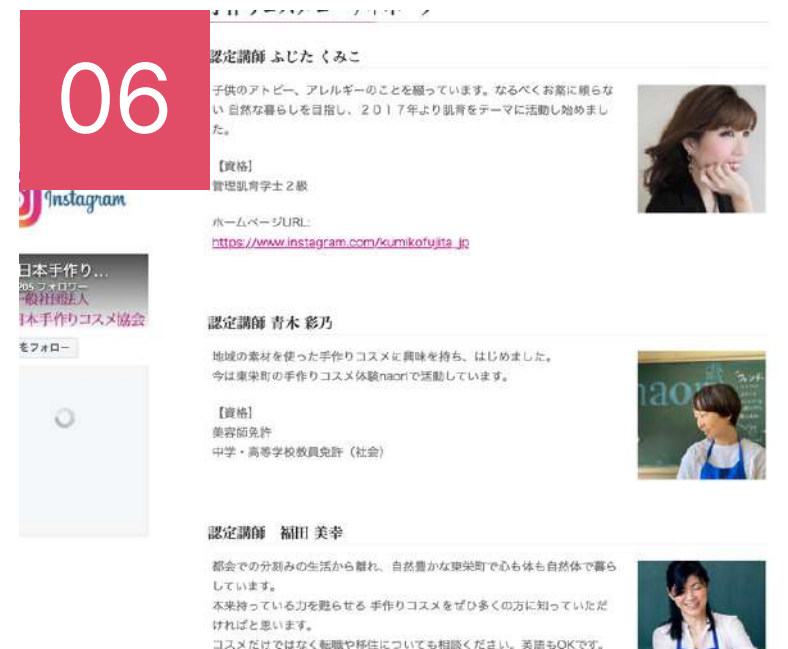 06
認定講師 ふじた くみこ
子供のアトピー、アレルギーのことを綴っています。なるべくお薬に頼らな
い 自然な暮らしを目指し、2017年より肌育をテーマに活動し始めまし
た。
【資格】
管理肌育学士2級
ホームページURL:
https://www.instagram.com/kumikofujita_jp
Instagram
日本手作り...
205 フォロワー
一般社団法人
日本手作りコスメ協会
をフォロー
認定講師 青木 彩乃
地域の素材を使った手作りコスメに興味を持ち、はじめました。
今は東栄町の手作りコスメ体験naoriで活動しています。
【資格】
美容師免許
中学・高等学校教員免許（社会）
naori
認定講師　福田 美幸
都会での分刻みの生活から離れ、自然豊かな東栄町で心も体も自然体で暮ら
しています。
本来持っている力を甦らせる 手作りコスメをぜひ多くの方に知っていただ
ければと思います。
コスメだけではなく転職や移住についても相談ください。英語もOKです。